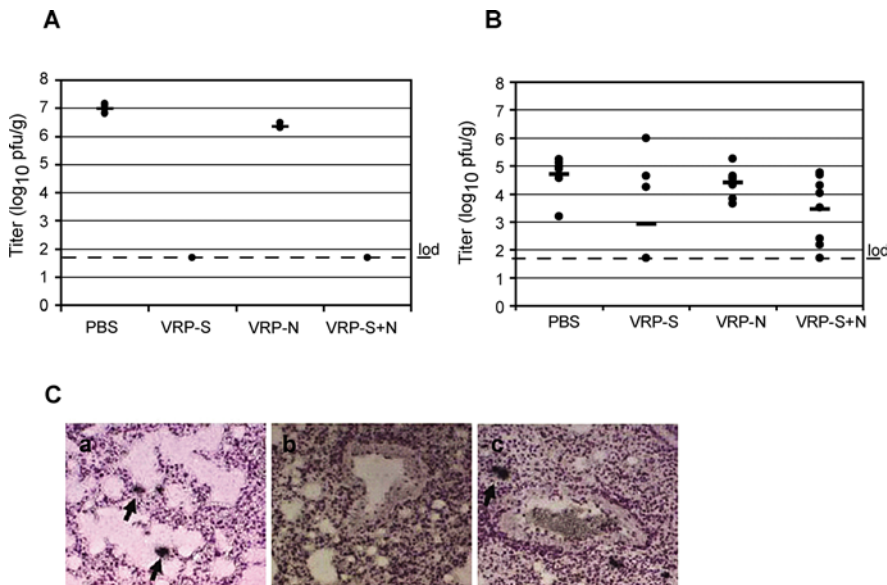 A
Titer (log10 pfu/g)
8
7
6
5
4
3
2
1
0
lod
PBS VRP-S VRP-N VRP-S+N
B
Titer (log10 pfu/g)
8
7
6
5
4
3
2
1
0
lod
PBS VRP-S VRP-N VRP-S+N
C
a
b
c